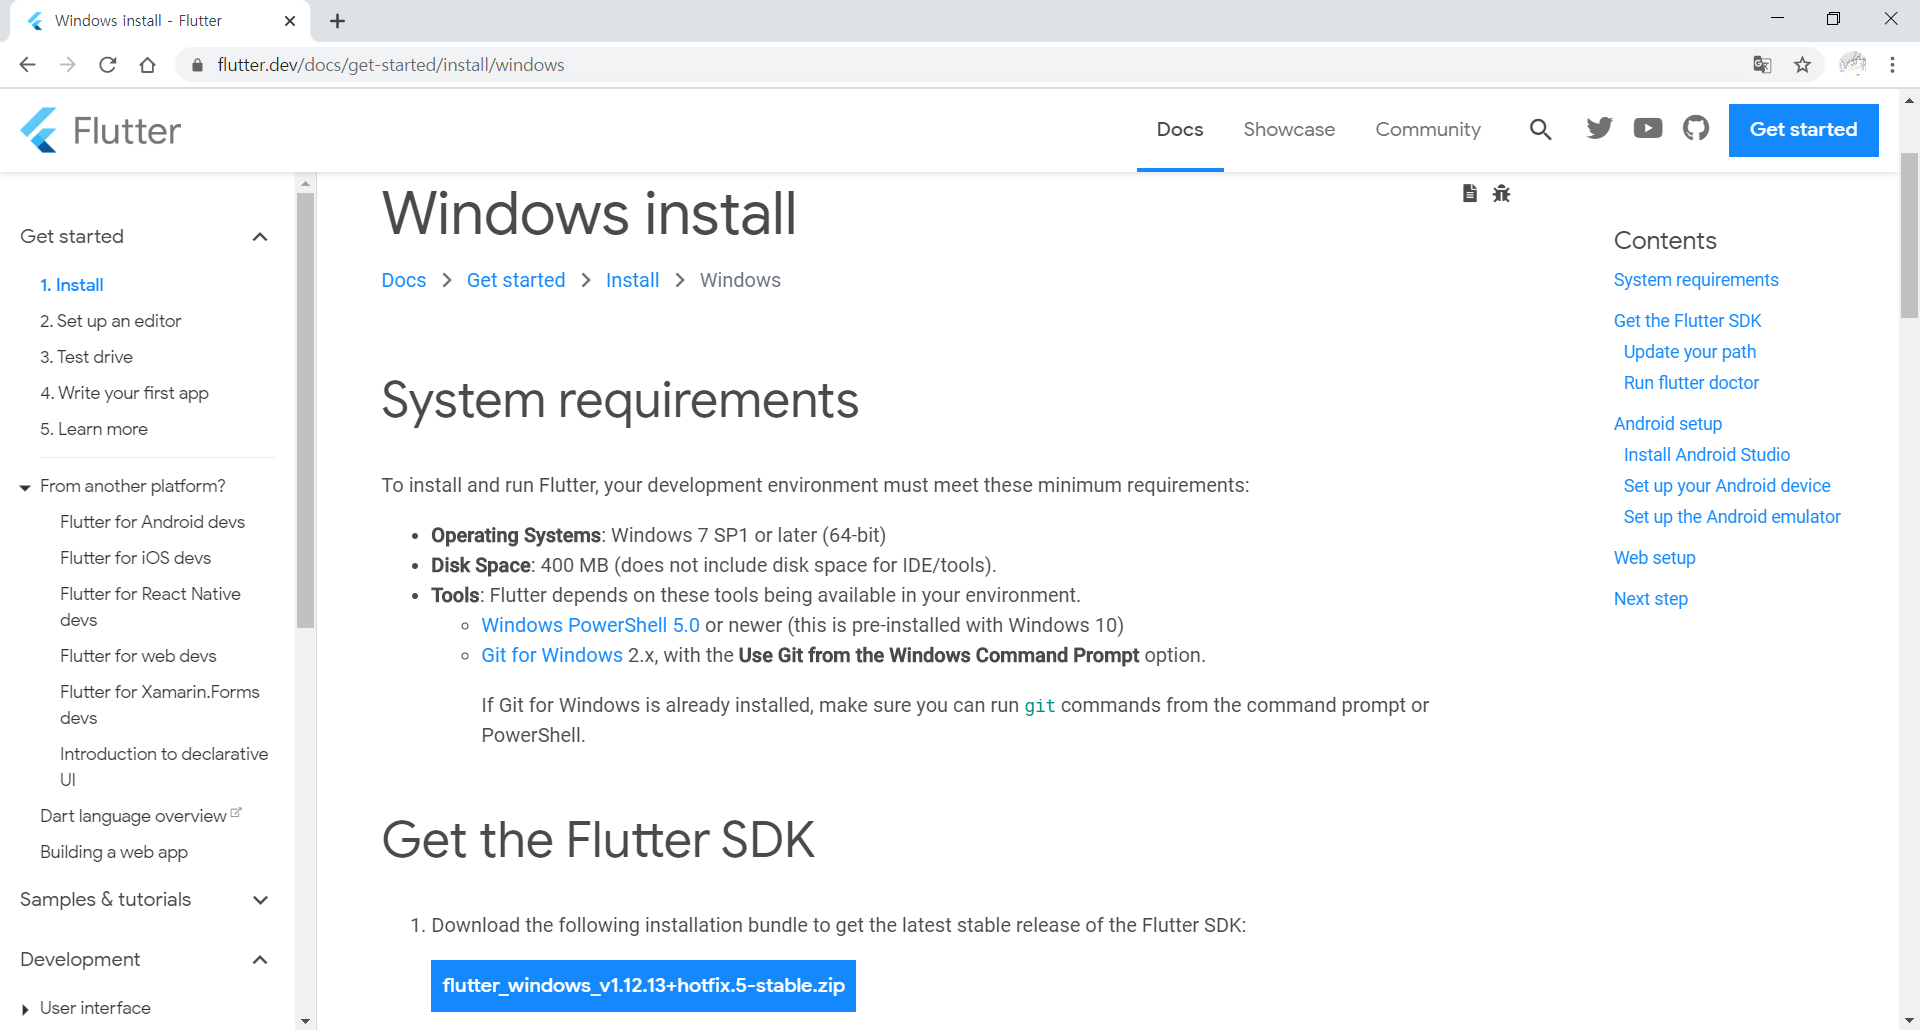 Windows install - Flutter
flutter.dev/docs/get-started/install/windows
Flutter
Docs
Showcase
Community
Get started
Get started
1. Install
2. Set up an editor
3. Test drive
4. Write your first app
5. Learn more
From another platform?
Flutter for Android devs
Flutter for iOS devs
Flutter for React Native
devs
Flutter for web devs
Flutter for Xamarin.Forms
devs
Introduction to declarative
UI
Dart language overview
Building a web app
Samples & tutorials
Development
User interface
Windows install
Docs > Get started > Install > Windows
System requirements
To install and run Flutter, your development environment must meet these minimum requirements:
• Operating Systems: Windows 7 SP1 or later (64-bit)
• Disk Space: 400 MB (does not include disk space for IDE/tools).
• Tools: Flutter depends on these tools being available in your environment.
◦ Windows PowerShell 5.0 or newer (this is pre-installed with Windows 10)
◦ Git for Windows 2.x, with the Use Git from the Windows Command Prompt option.
If Git for Windows is already installed, make sure you can run git commands from the command prompt or
PowerShell.
Get the Flutter SDK
1. Download the following installation bundle to get the latest stable release of the Flutter SDK:
flutter_windows_v1.12.13+hotfix.5-stable.zip
Contents
System requirements
Get the Flutter SDK
Update your path
Run flutter doctor
Android setup
Install Android Studio
Set up your Android device
Set up the Android emulator
Web setup
Next step